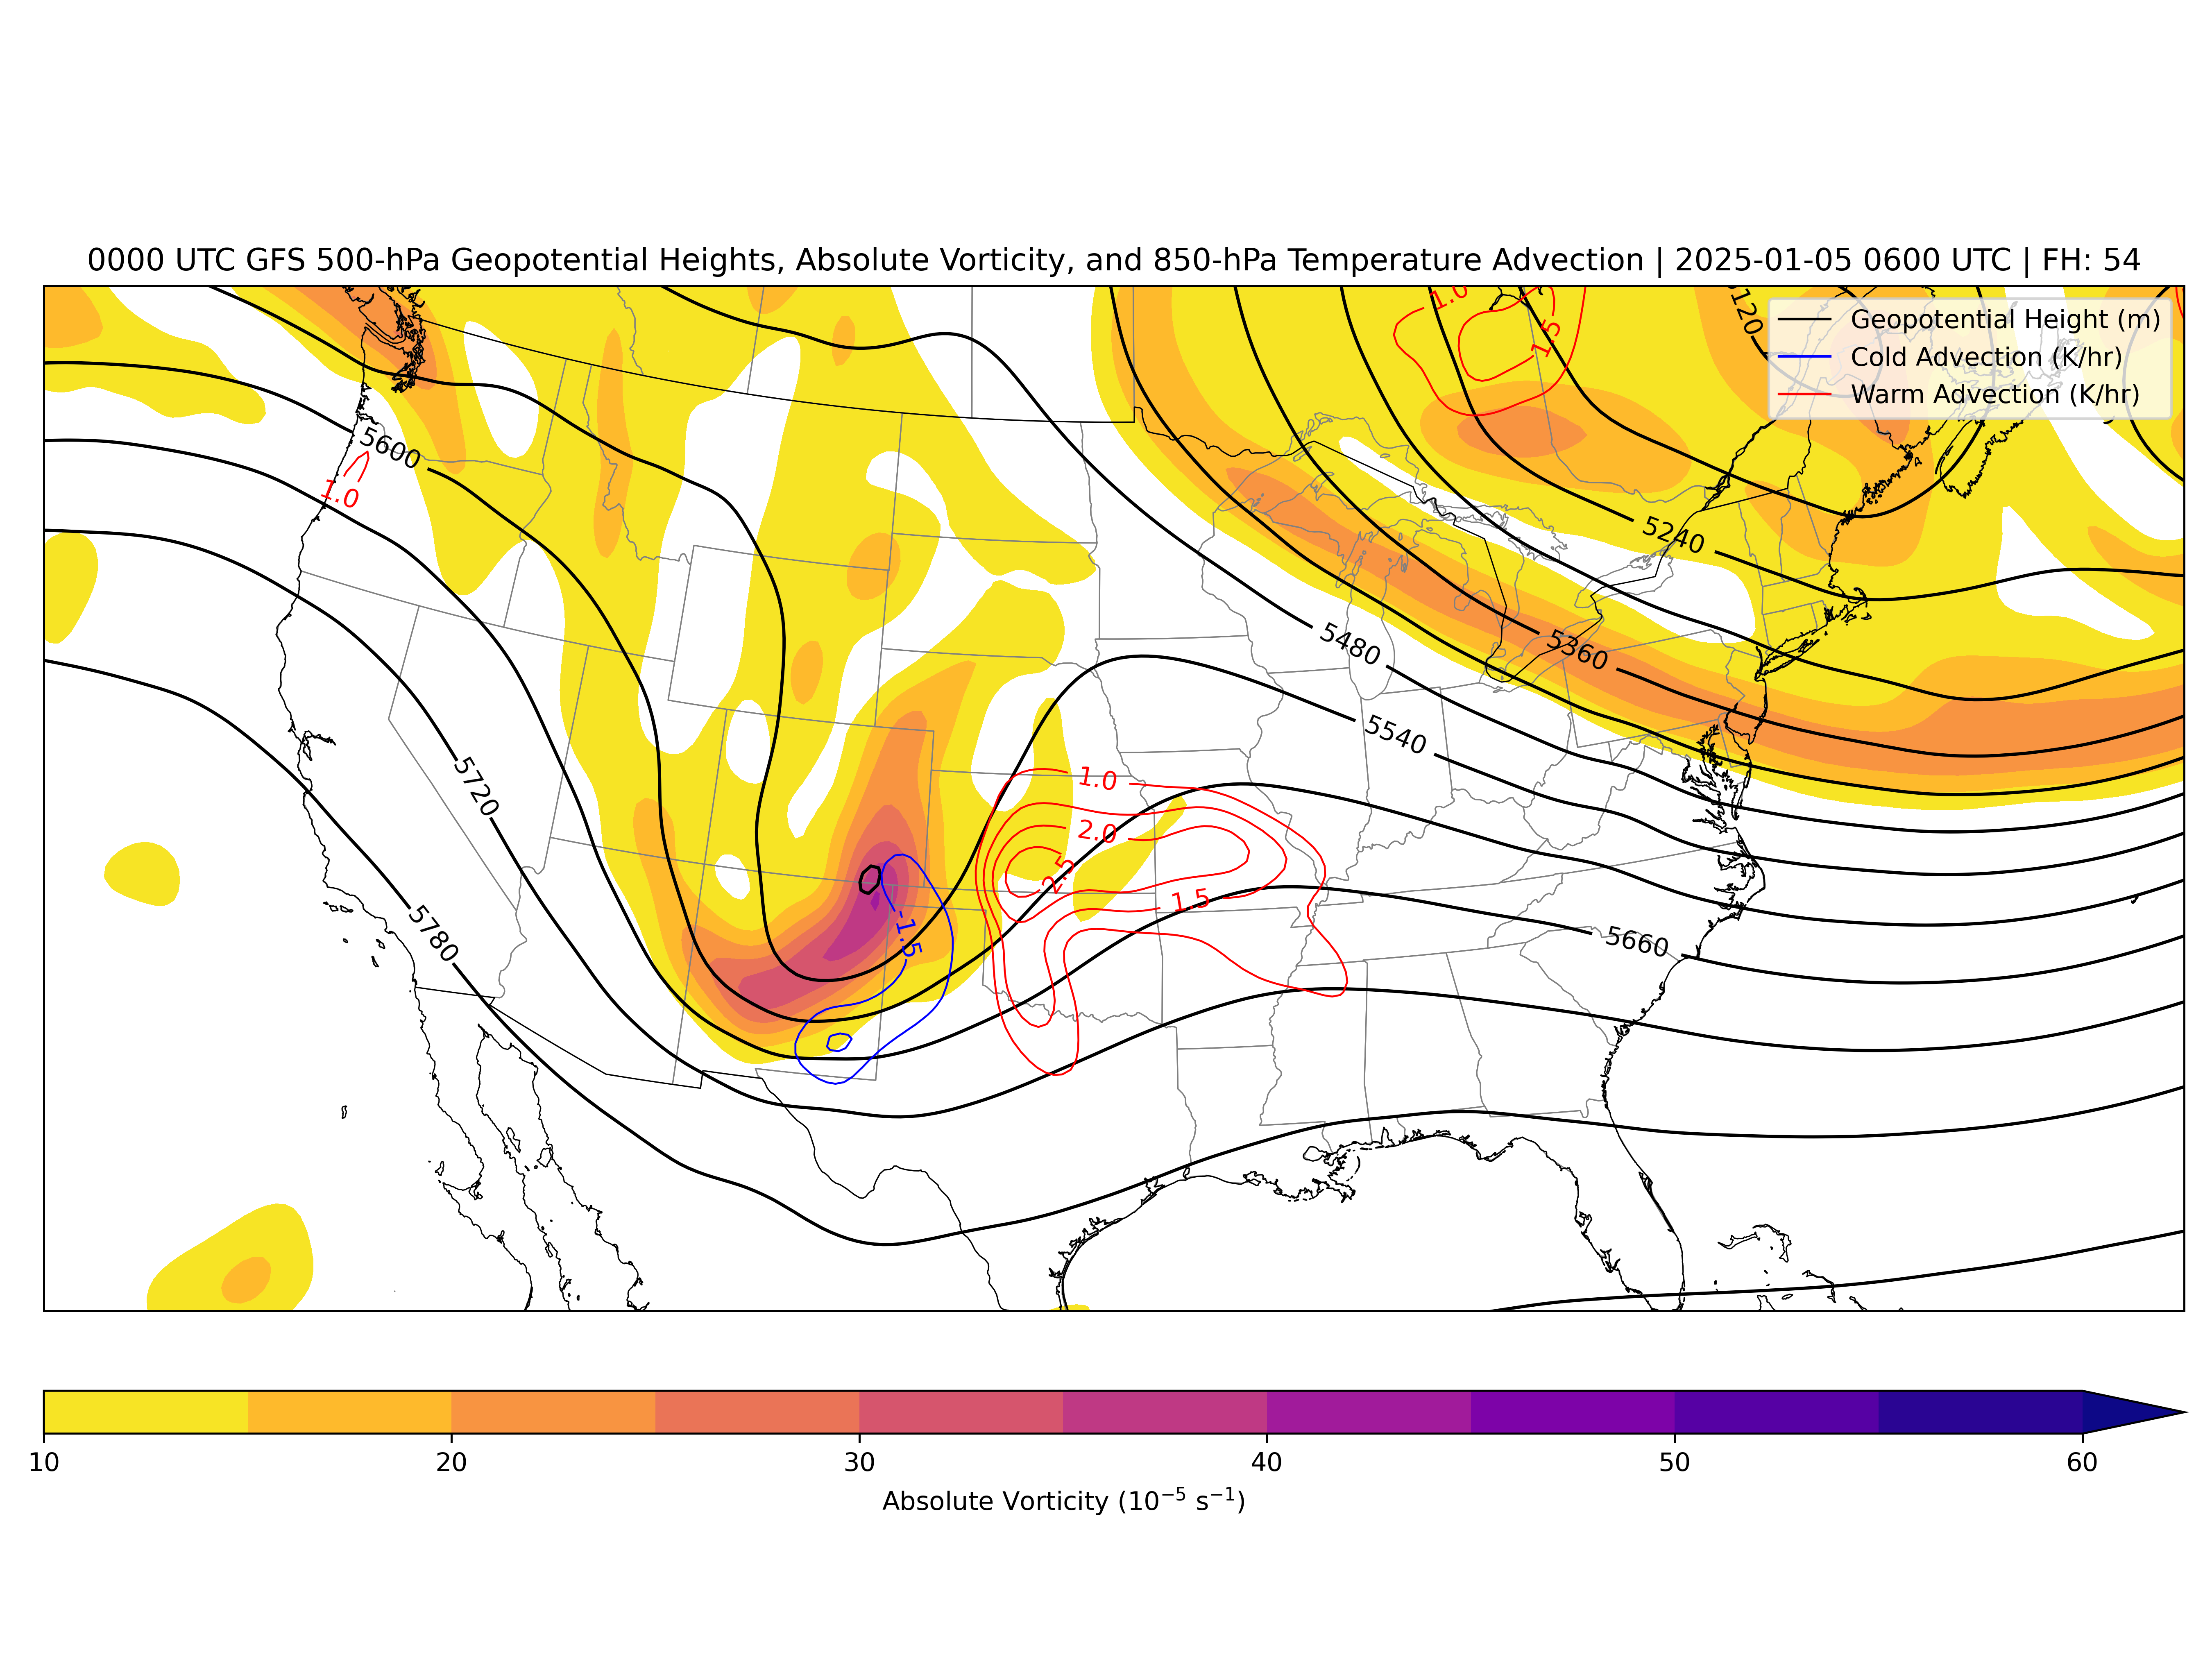 0000 UTC GFS 500-hPa Geopotential Heights, Absolute Vorticity, and 850-hPa Temperature Advection | 2025-01-05 0600 UTC | FH: 54
1.0
1.5
5120
Geopotential Height (m)
Cold Advection (K/hr)
Warm Advection (K/hr)
5600
1.0
5240
5480
5360
5540
5720
1.0
2.0
2.5
1.5
5780
-1.5
5660
10 20 30 40 50 60
Absolute Vorticity (10⁻⁵ s⁻¹)